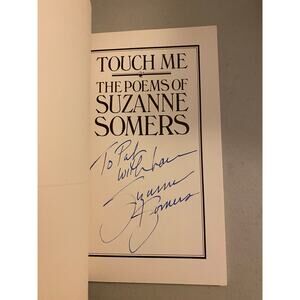 TOUCH ME
THE POEMS OF
SUZANNE
SOMERS
To Pat
with love
Suzanne
Somers